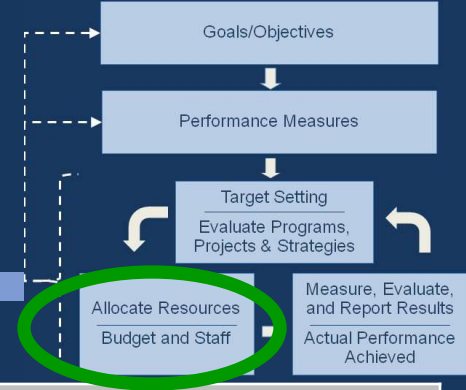 Goals/Objectives
Performance Measures
Target Setting
Evaluate Programs,
Projects & Strategies
Allocate Resources
Budget and Staff
Measure, Evaluate,
and Report Results
Actual Performance
Achieved